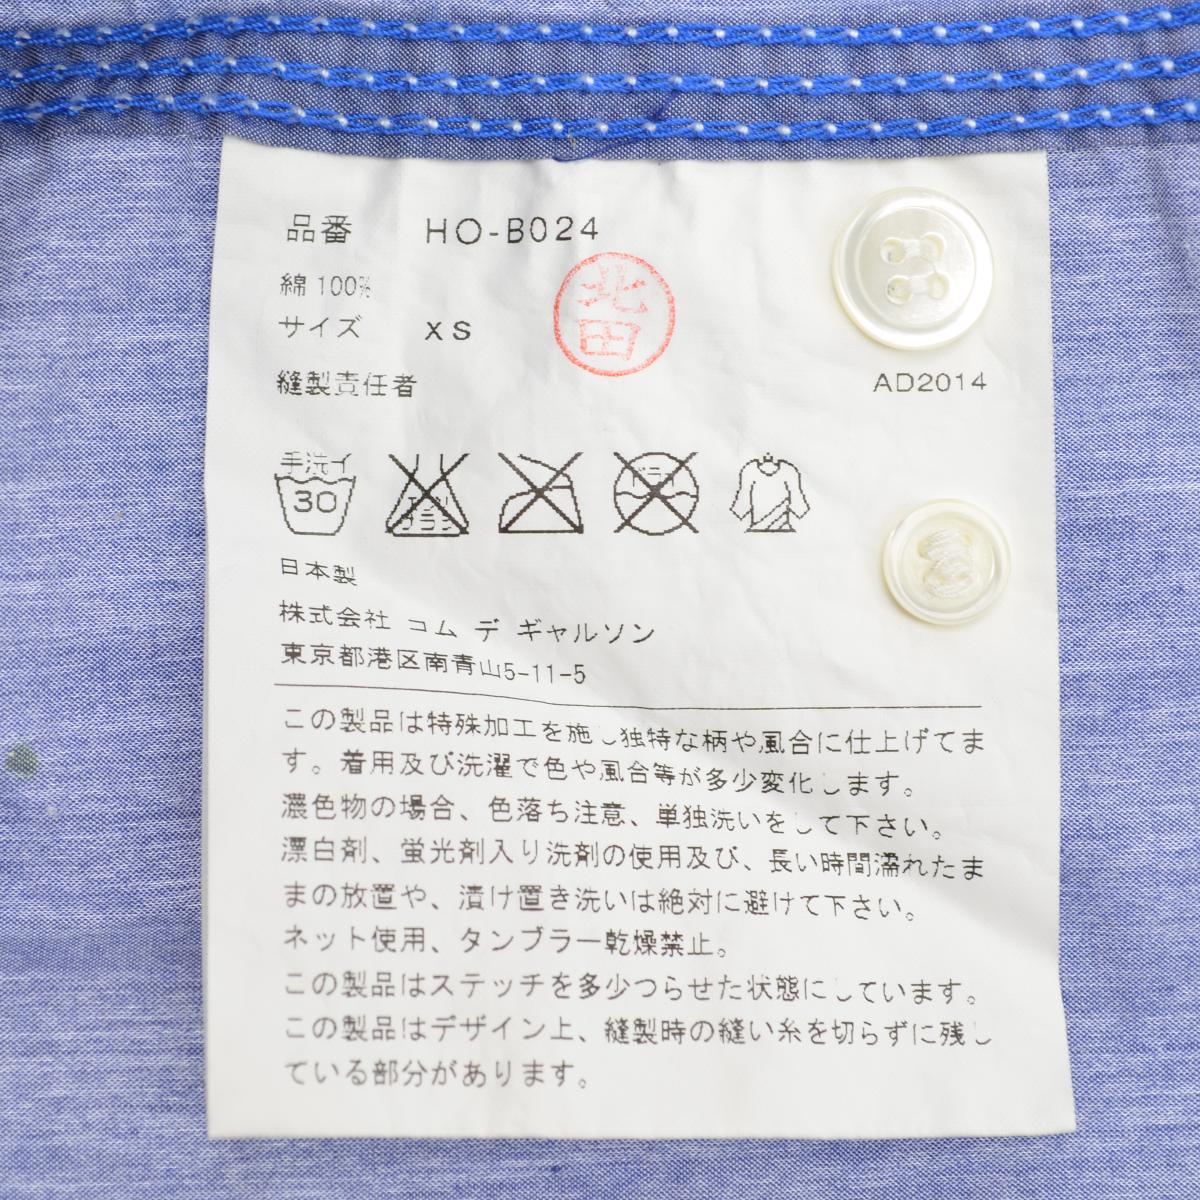 品番 HO-B024
綿 100%
サイズ XS
北田
縫製責任者
AD2014
手洗イ
30
エンソ
フラシ
ドライ
日本製
株式会社 コム デ ギャルソン
東京都港区南青山5-11-5
この製品は特殊加工を施し独特な柄や風合に仕上げてま
す。着用及び洗濯で色や風合等が多少変化します。
濃色物の場合、色落ち注意、単独洗いをして下さい。
漂白剤、蛍光剤入り洗剤の使用及び、長い時間濡れたま
まの放置や、漬け置き洗いは絶対に避けて下さい。
ネット使用、タンブラー乾燥禁止。
この製品はステッチを多少つらせた状態にしています。
この製品はデザイン上、縫製時の縫い糸を切らずに残し
ている部分があります。